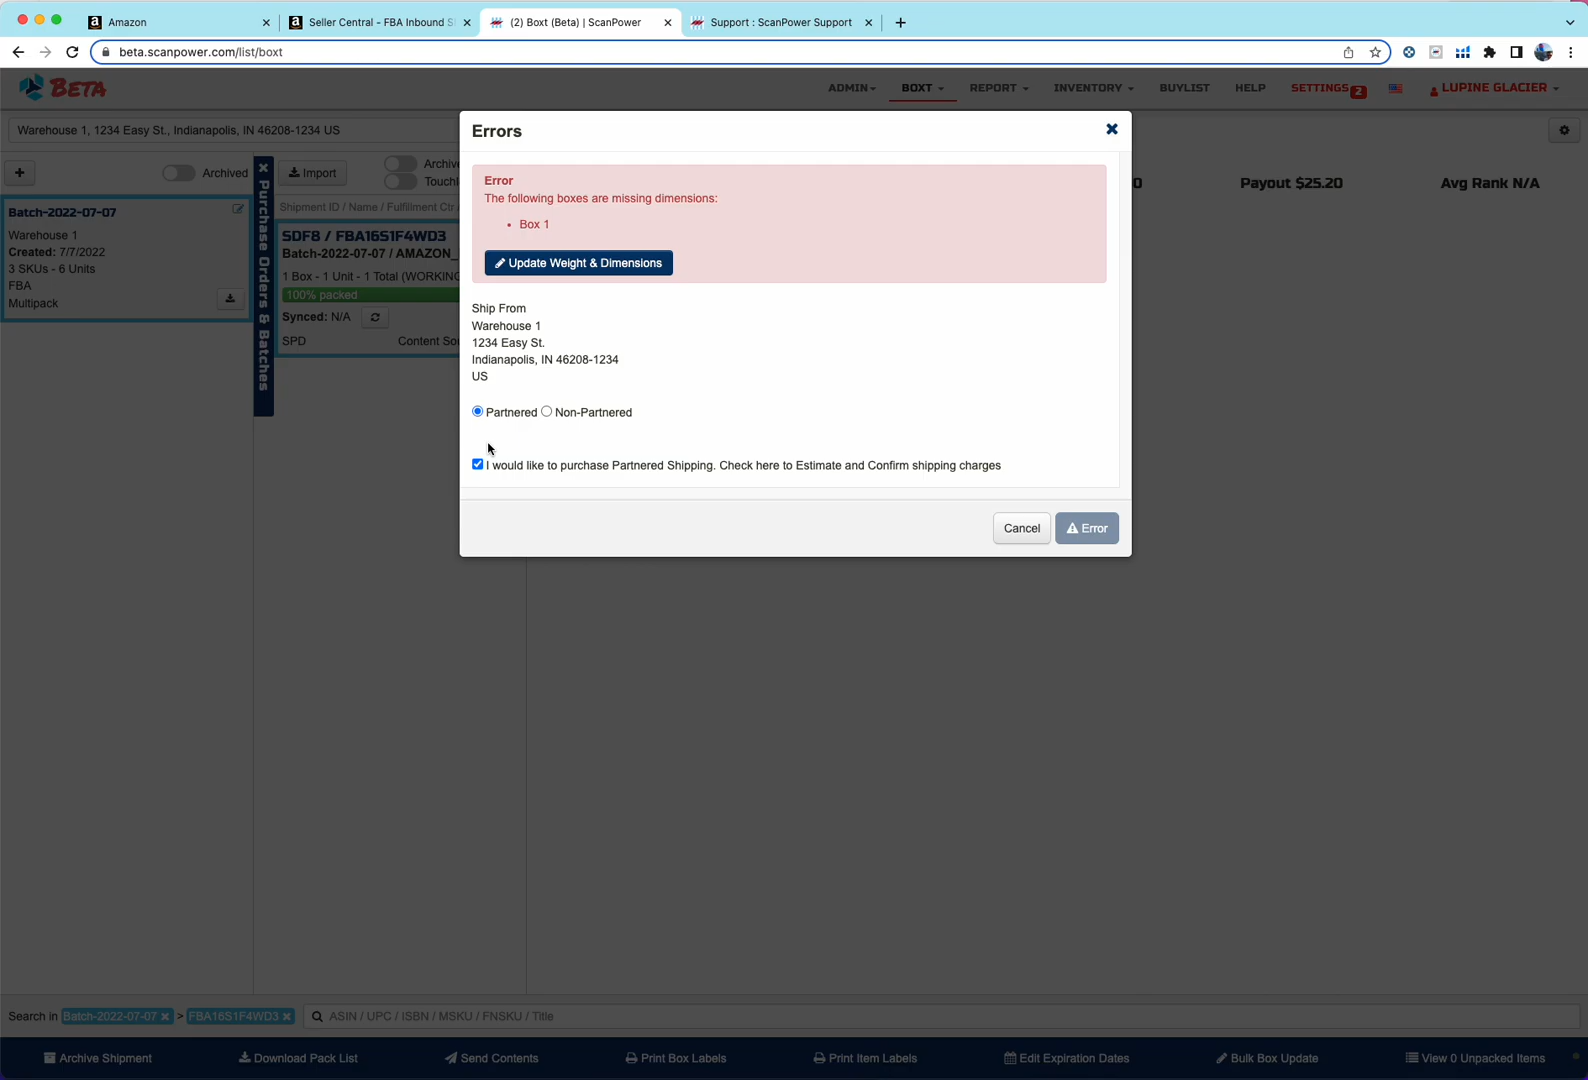 Amazon
Seller Central - FBA Inbound S
(2) Boxt (Beta) | ScanPower
Support : ScanPower Support
beta.scanpower.com/list/boxt
BETA
ADMIN
BOXT
REPORT
INVENTORY
BUYLIST
HELP
SETTINGS 2
LUPINE GLACIER
Warehouse 1, 1234 Easy St., Indianapolis, IN 46208-1234 US
Archived
Import
Archive
Touchl
Batch-2022-07-07
Warehouse 1
Created: 7/7/2022
3 SKUs - 6 Units
FBA
Multipack
Purchase Orders & Batches
Shipment ID / Name / Fulfillment Ctr
SDF8 / FBA16S1F4WD3
Batch-2022-07-07 / AMAZON_
1 Box - 1 Unit - 1 Total (WORKING
100% packed
Synced: N/A
SPD
Content Sou
0
Payout $25.20
Avg Rank N/A
Errors
Error
The following boxes are missing dimensions:
• Box 1
Update Weight & Dimensions
Ship From
Warehouse 1
1234 Easy St.
Indianapolis, IN 46208-1234
US
Partnered
Non-Partnered
I would like to purchase Partnered Shipping. Check here to Estimate and Confirm shipping charges
Cancel
Error
Search in Batch-2022-07-07 > FBA16S1F4WD3
ASIN / UPC / ISBN / MSKU / FNSKU / Title
Archive Shipment
Download Pack List
Send Contents
Print Box Labels
Print Item Labels
Edit Expiration Dates
Bulk Box Update
View 0 Unpacked Items